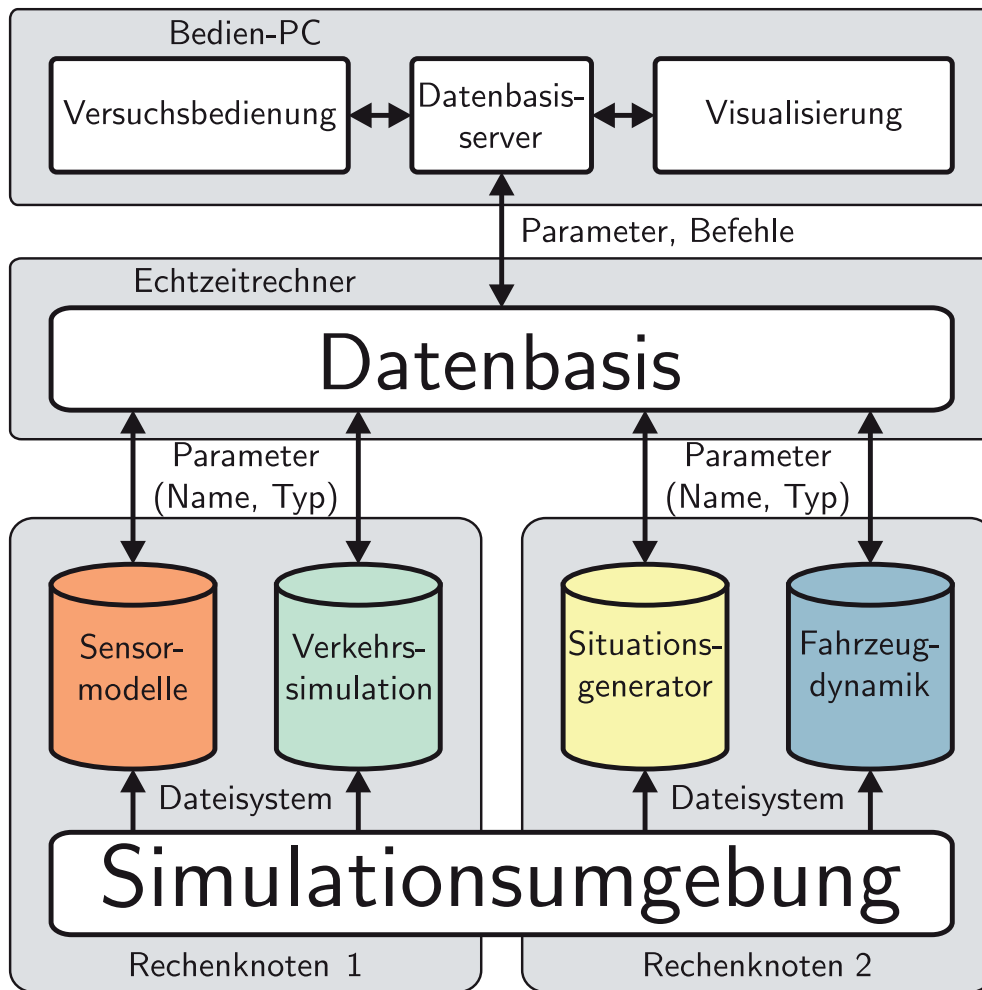 Bedien-PC
Versuchsbedienung
Datenbasis-
server
Visualisierung
Parameter, Befehle
Echtzeitrechner
Datenbasis
Parameter
(Name, Typ)
Parameter
(Name, Typ)
Sensor-
modelle
Verkehrs-
simulation
Situations-
generator
Fahrzeug-
dynamik
Dateisystem
Dateisystem
Simulationsumgebung
Rechenknoten 1
Rechenknoten 2